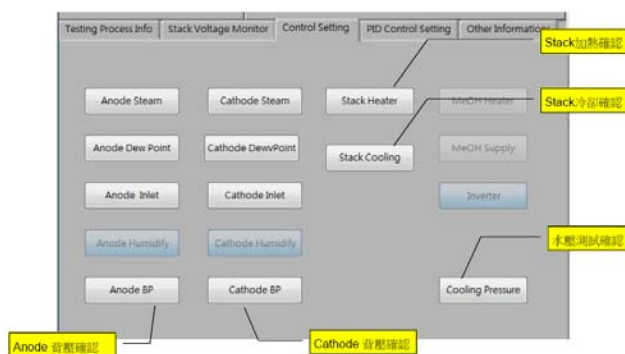 Testing Process Info Stack Voltage Monitor Control Setting PID Control Setting Other Informations
Stack加熱確認
Anode Steam Cathode Steam Stack Heater MeOH Heater
Stack冷卻確認
Anode Dew Point Cathode DewvPoint Stack Cooling MeOH Supply
Anode Inlet Cathode Inlet Inverter
Anode Humidify Cathode Humidify
水壓測試確認
Anode BP Cathode BP Cooling Pressure
Anode 背壓確認 Cathode 背壓確認